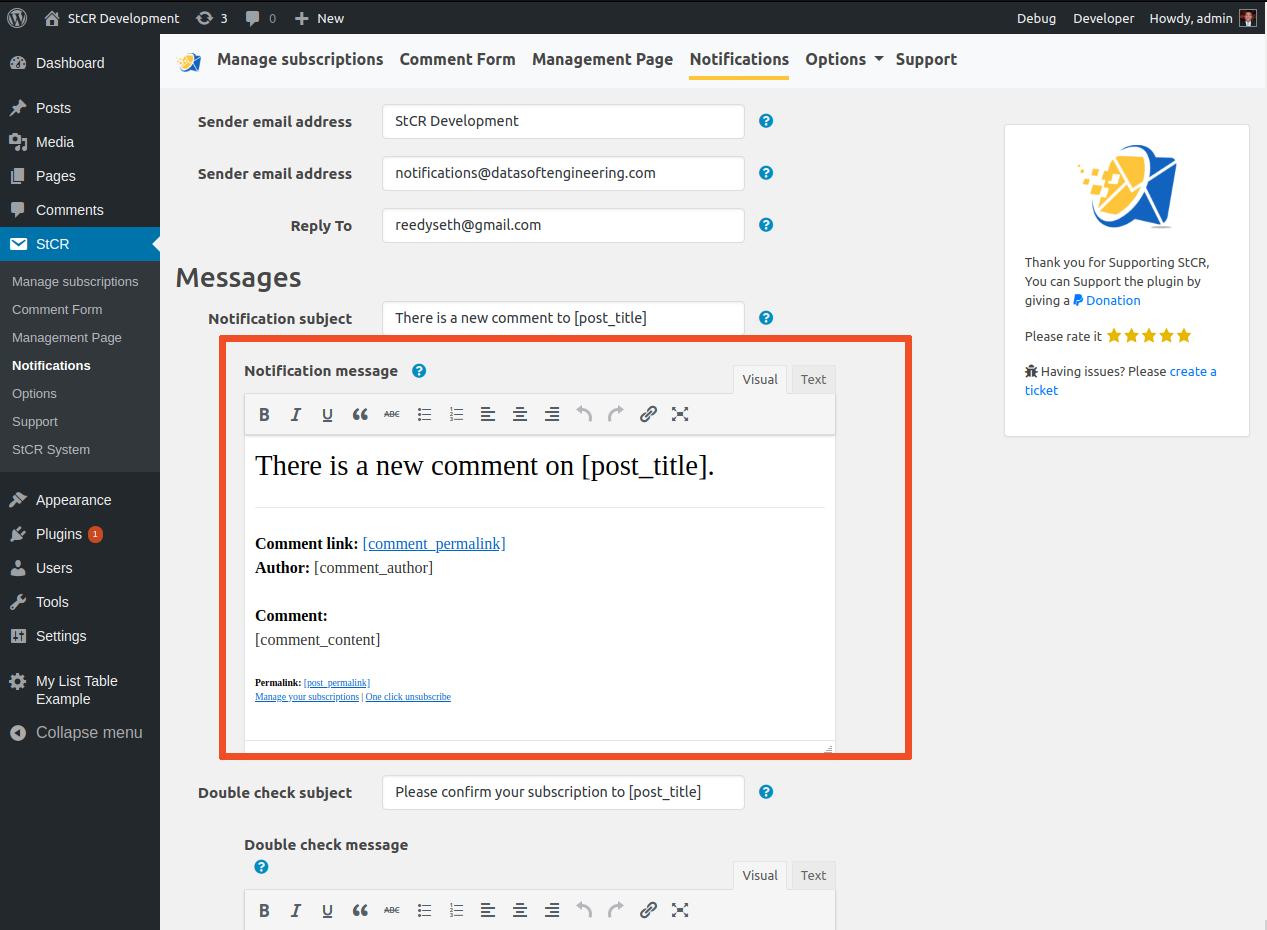 StCR Development 3 0 New Debug Developer Howdy, admin
Dashboard
Posts
Media
Pages
Comments
StCR
Manage subscriptions
Comment Form
Management Page
Notifications
Options
Support
StCR System
Appearance
Plugins 1
Users
Tools
Settings
My List Table
Example
Collapse menu
Manage subscriptions Comment Form Management Page Notifications Options Support
Sender email address StCR Development ?
Sender email address notifications@datasoftengineering.com ?
Reply To reedyseth@gmail.com ?
Messages
Notification subject There is a new comment to [post_title] ?
Notification message ?
Visual Text
B I U ABC
There is a new comment on [post_title].
Comment link: [comment_permalink]
Author: [comment_author]
Comment:
[comment_content]
Permalink: [post_permalink]
Manage your subscriptions | One click unsubscribe
Double check subject Please confirm your subscription to [post_title] ?
Double check message
?
Visual Text
B I U ABC
Thank you for Supporting StCR,
You can Support the plugin by
giving a Donation
Please rate it
Having issues? Please create a
ticket